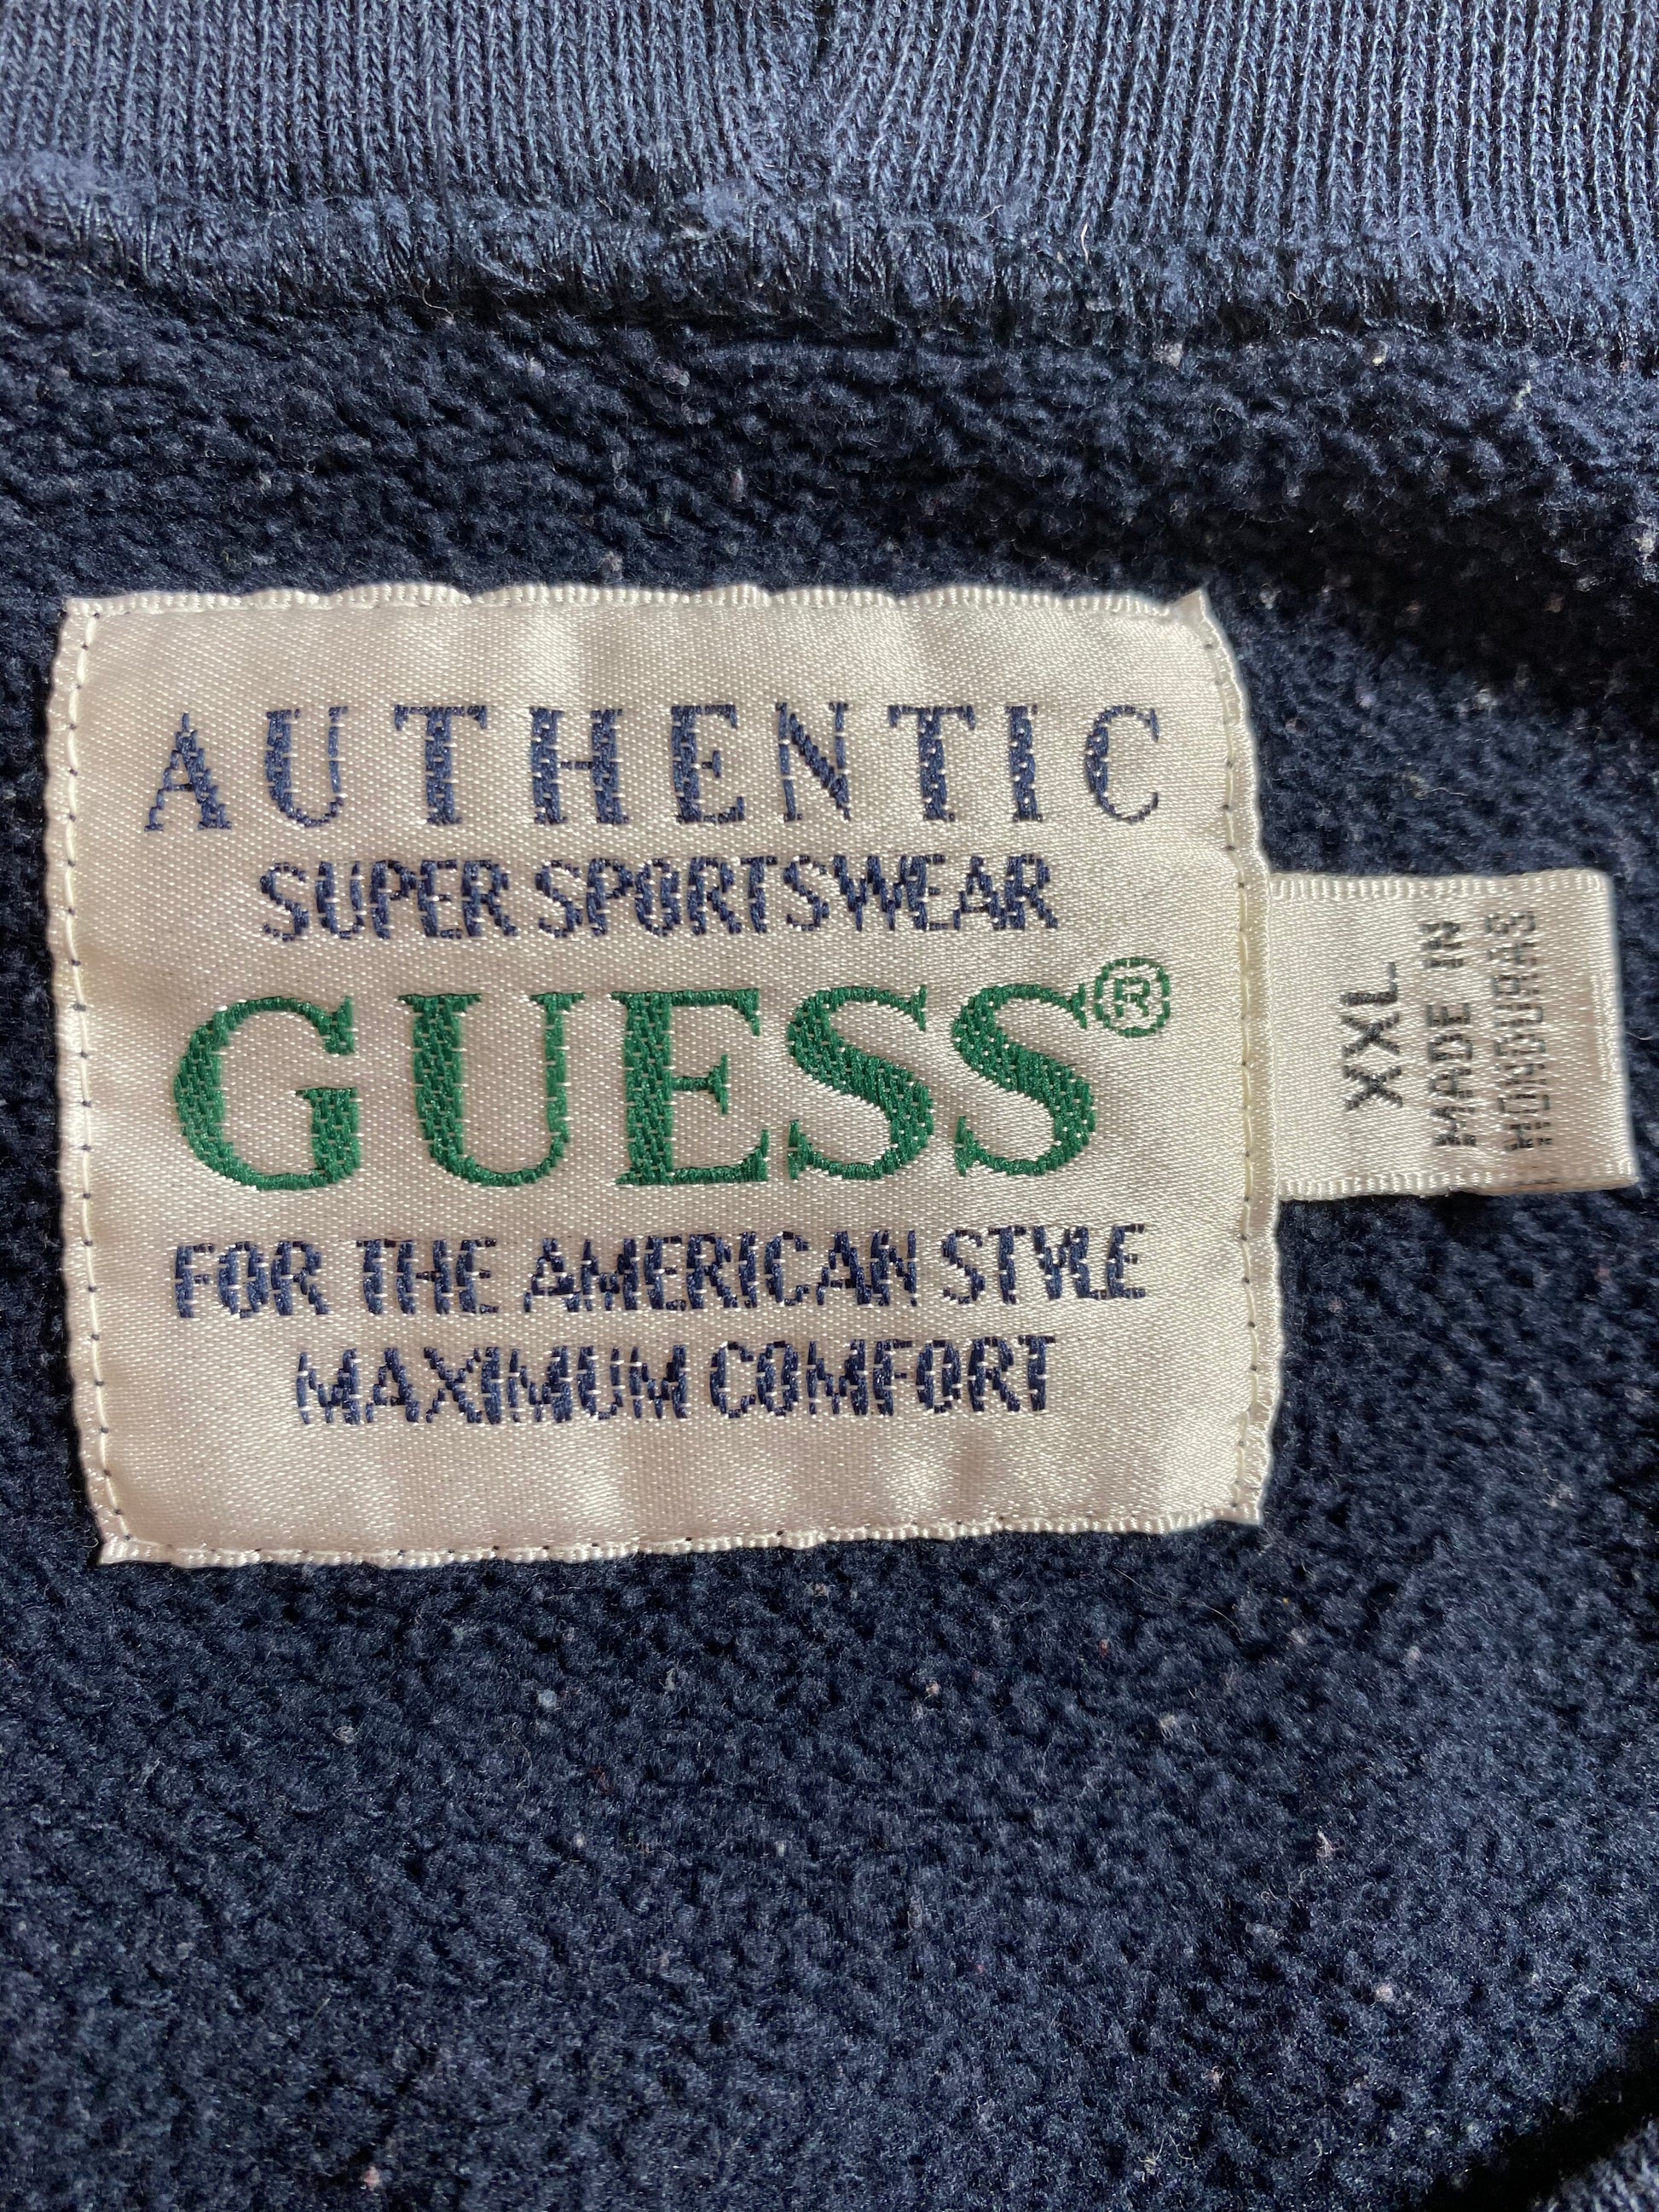 AUTHENTIC
SUPER SPORTSWEAR
GUESS®
FOR THE AMERICAN STYLE
MAXIMUM COMFORT
XXL
MADE IN
HONDURAS